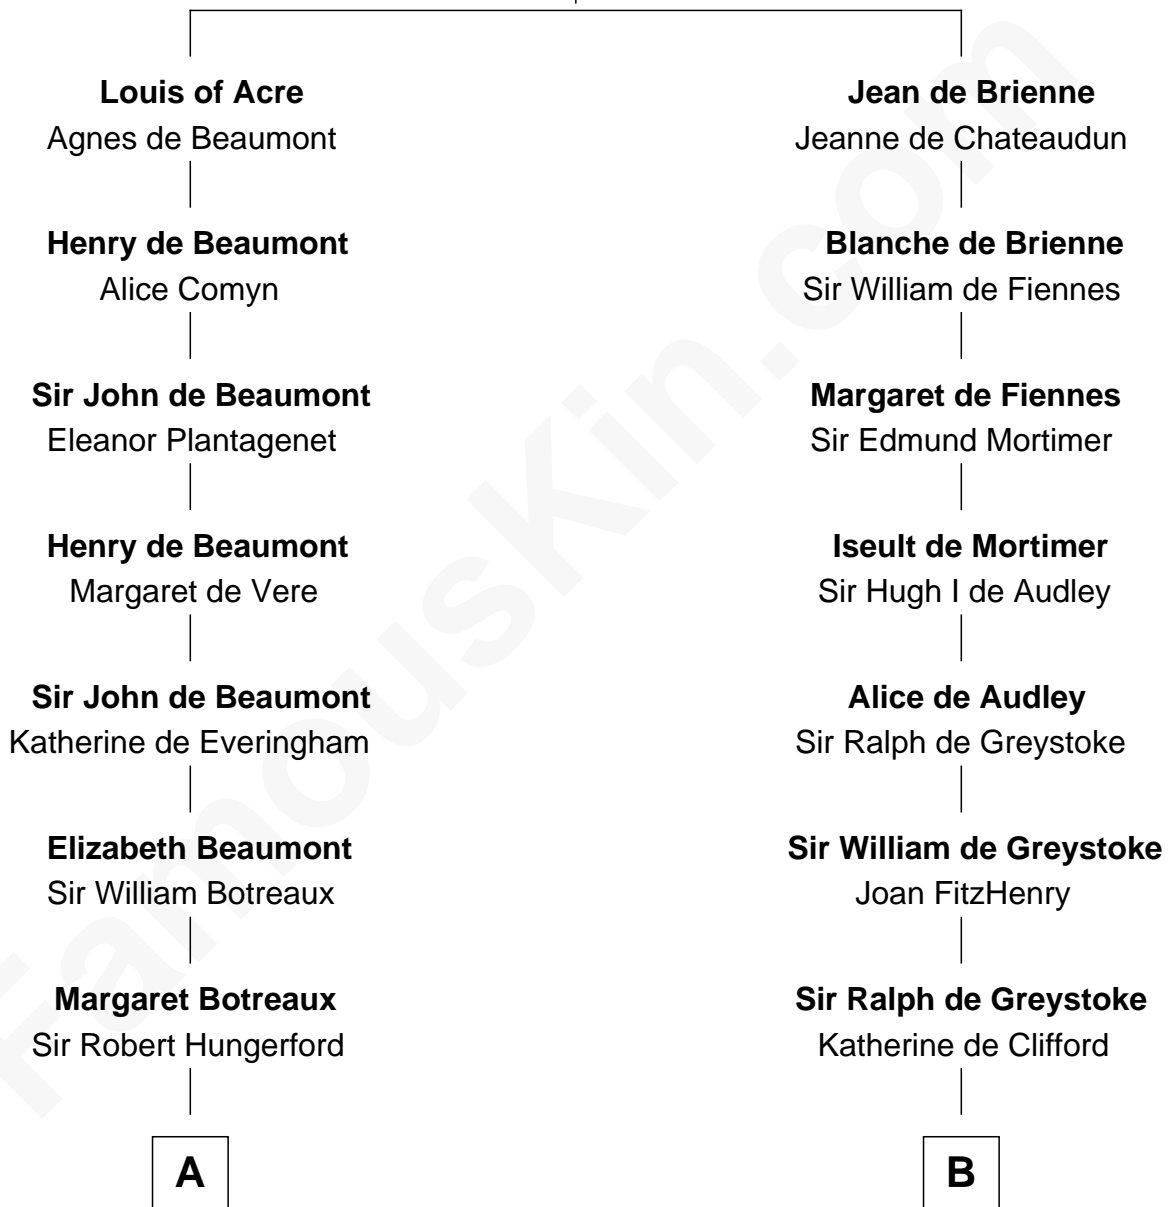 Louis of Acre
Agnes de Beaumont
Henry de Beaumont
Alice Comyn
Sir John de Beaumont
Eleanor Plantagenet
Henry de Beaumont
Margaret de Vere
Sir John de Beaumont
Katherine de Everingham
Elizabeth Beaumont
Sir William Botreaux
Margaret Botreaux
Sir Robert Hungerford
A
Jean de Brienne
Jeanne de Chateaudun
Blanche de Brienne
Sir William de Fiennes
Margaret de Fiennes
Sir Edmund Mortimer
Iseult de Mortimer
Sir Hugh I de Audley
Alice de Audley
Sir Ralph de Greystoke
Sir William de Greystoke
Joan FitzHenry
Sir Ralph de Greystoke
Katherine de Clifford
B
FamousKin.com